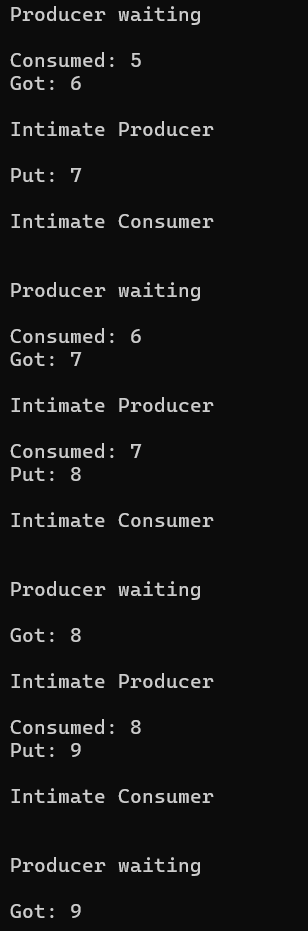 Producer waiting
Consumed: 5
Got: 6
Intimate Producer
Put: 7
Intimate Consumer
Producer waiting
Consumed: 6
Got: 7
Intimate Producer
Consumed: 7
Put: 8
Intimate Consumer
Producer waiting
Got: 8
Intimate Producer
Consumed: 8
Put: 9
Intimate Consumer
Producer waiting
Got: 9